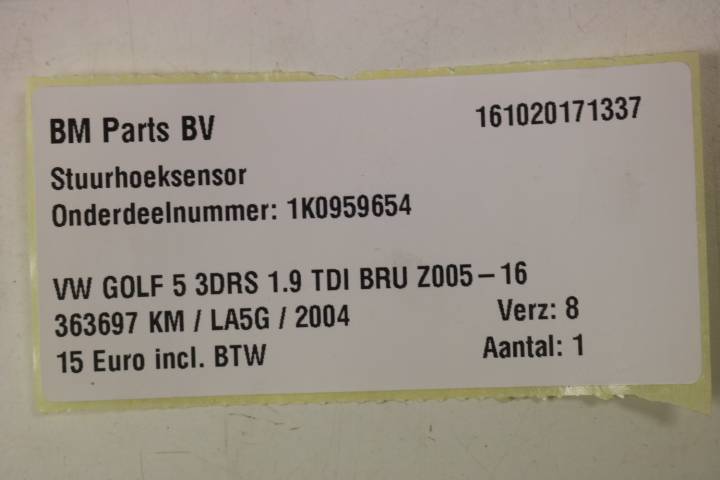 BM Parts BV 161020171337
Stuurhoeksensor
Onderdeelnummer: 1K0959654
VW GOLF 5 3DRS 1.9 TDI BRU Z005-16
363697 KM / LA5G / 2004 Verz: 8
15 Euro incl. BTW Aantal: 1